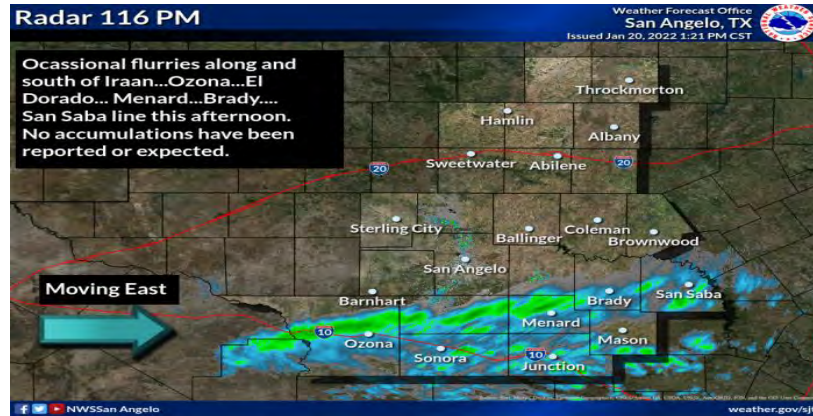 Radar 116 PM
Weather Forecast Office
San Angelo, TX
Issued Jan 20, 2022 1:21 PM CST
Ocassional flurries along and
south of Iraan...Ozona...El
Dorado... Menard...Brady....
San Saba line this afternoon.
No accumulations have been
reported or expected.
Throckmorton
Hamlin
Albany
20
Sweetwater
Abilene
20
Sterling City
Ballinger
Coleman
Brownwood
San Angelo
Moving East
Barnhart
Brady
San Saba
Menard
10
Ozona
Mason
Sonora
10
Junction
NWSSan Angelo
weather.gov/sj